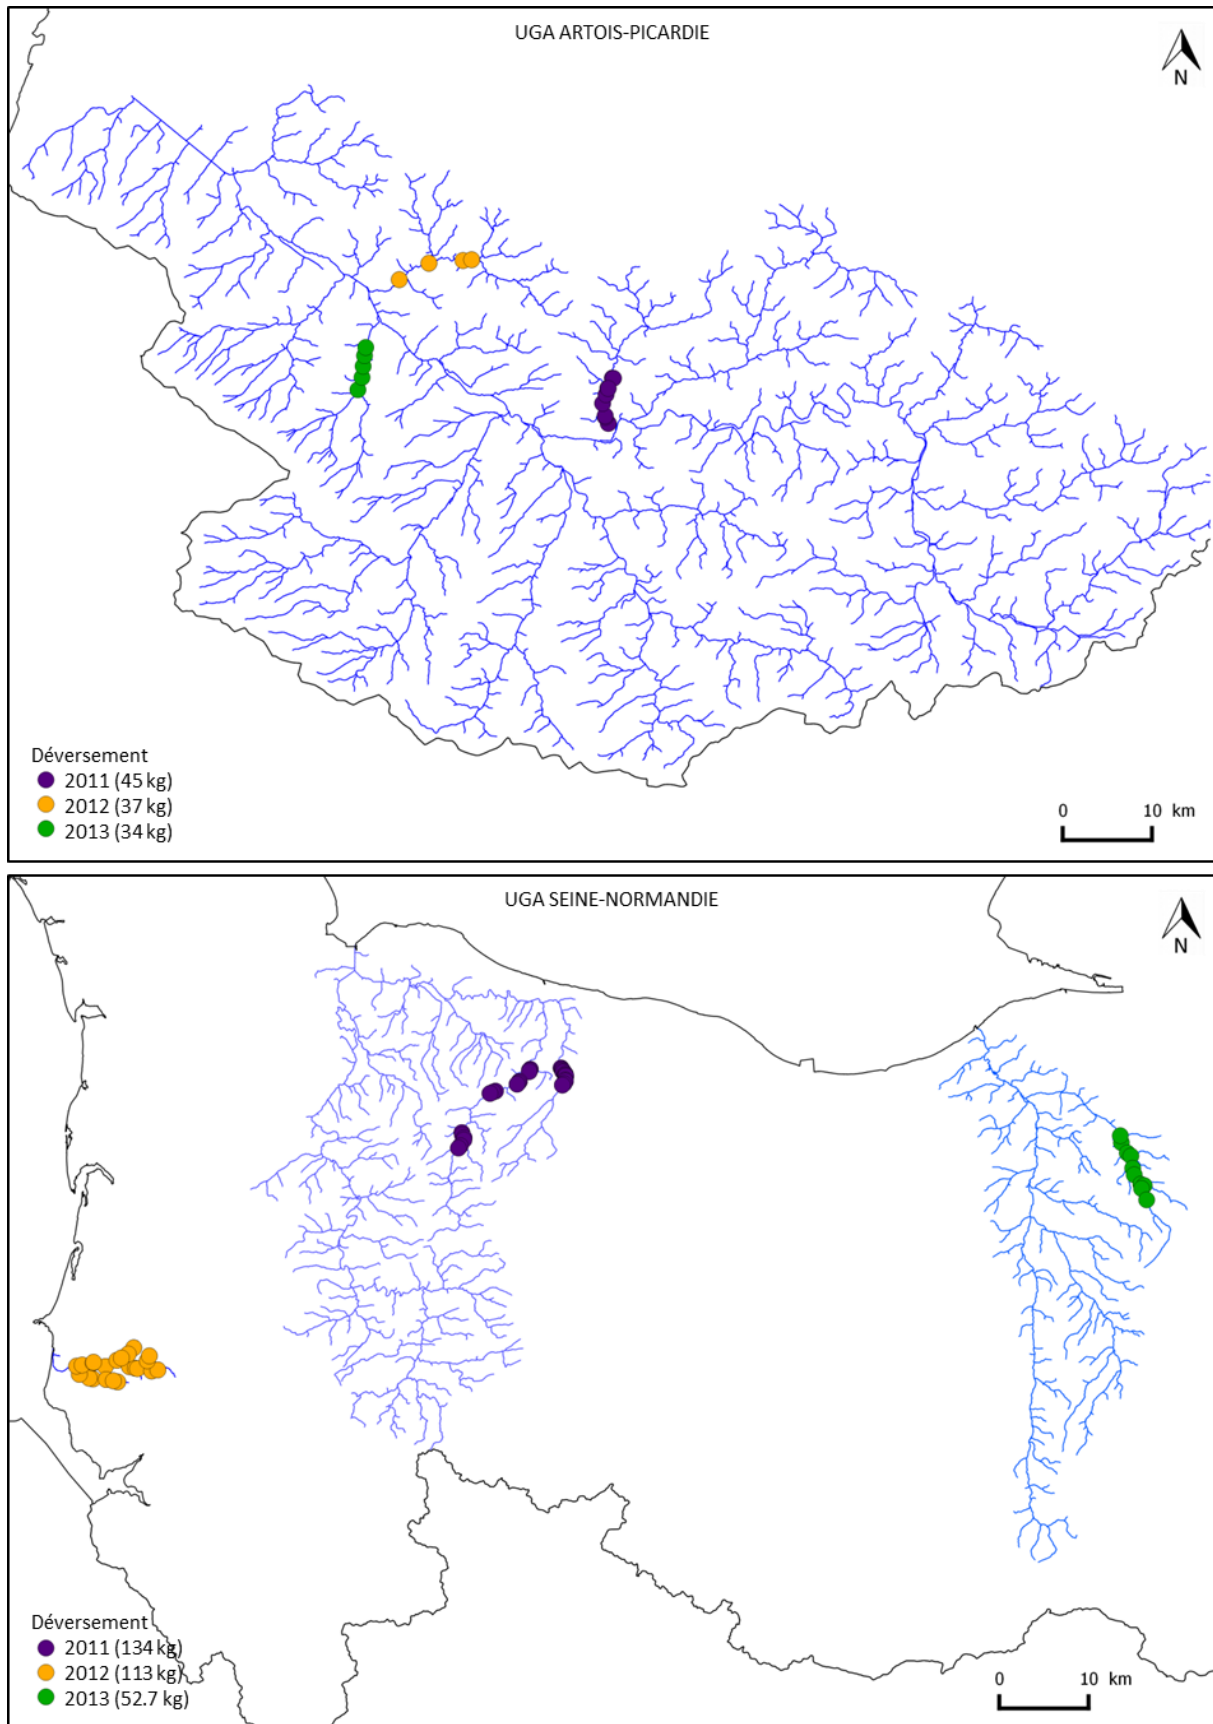 UGA ARTOIS-PICARDIE
N
Déversement
2011 (45 kg)
2012 (37 kg)
2013 (34 kg)
0 10 km
UGA SEINE-NORMANDIE
N
Déversement
2011 (134 kg)
2012 (113 kg)
2013 (52.7 kg)
0 10 km